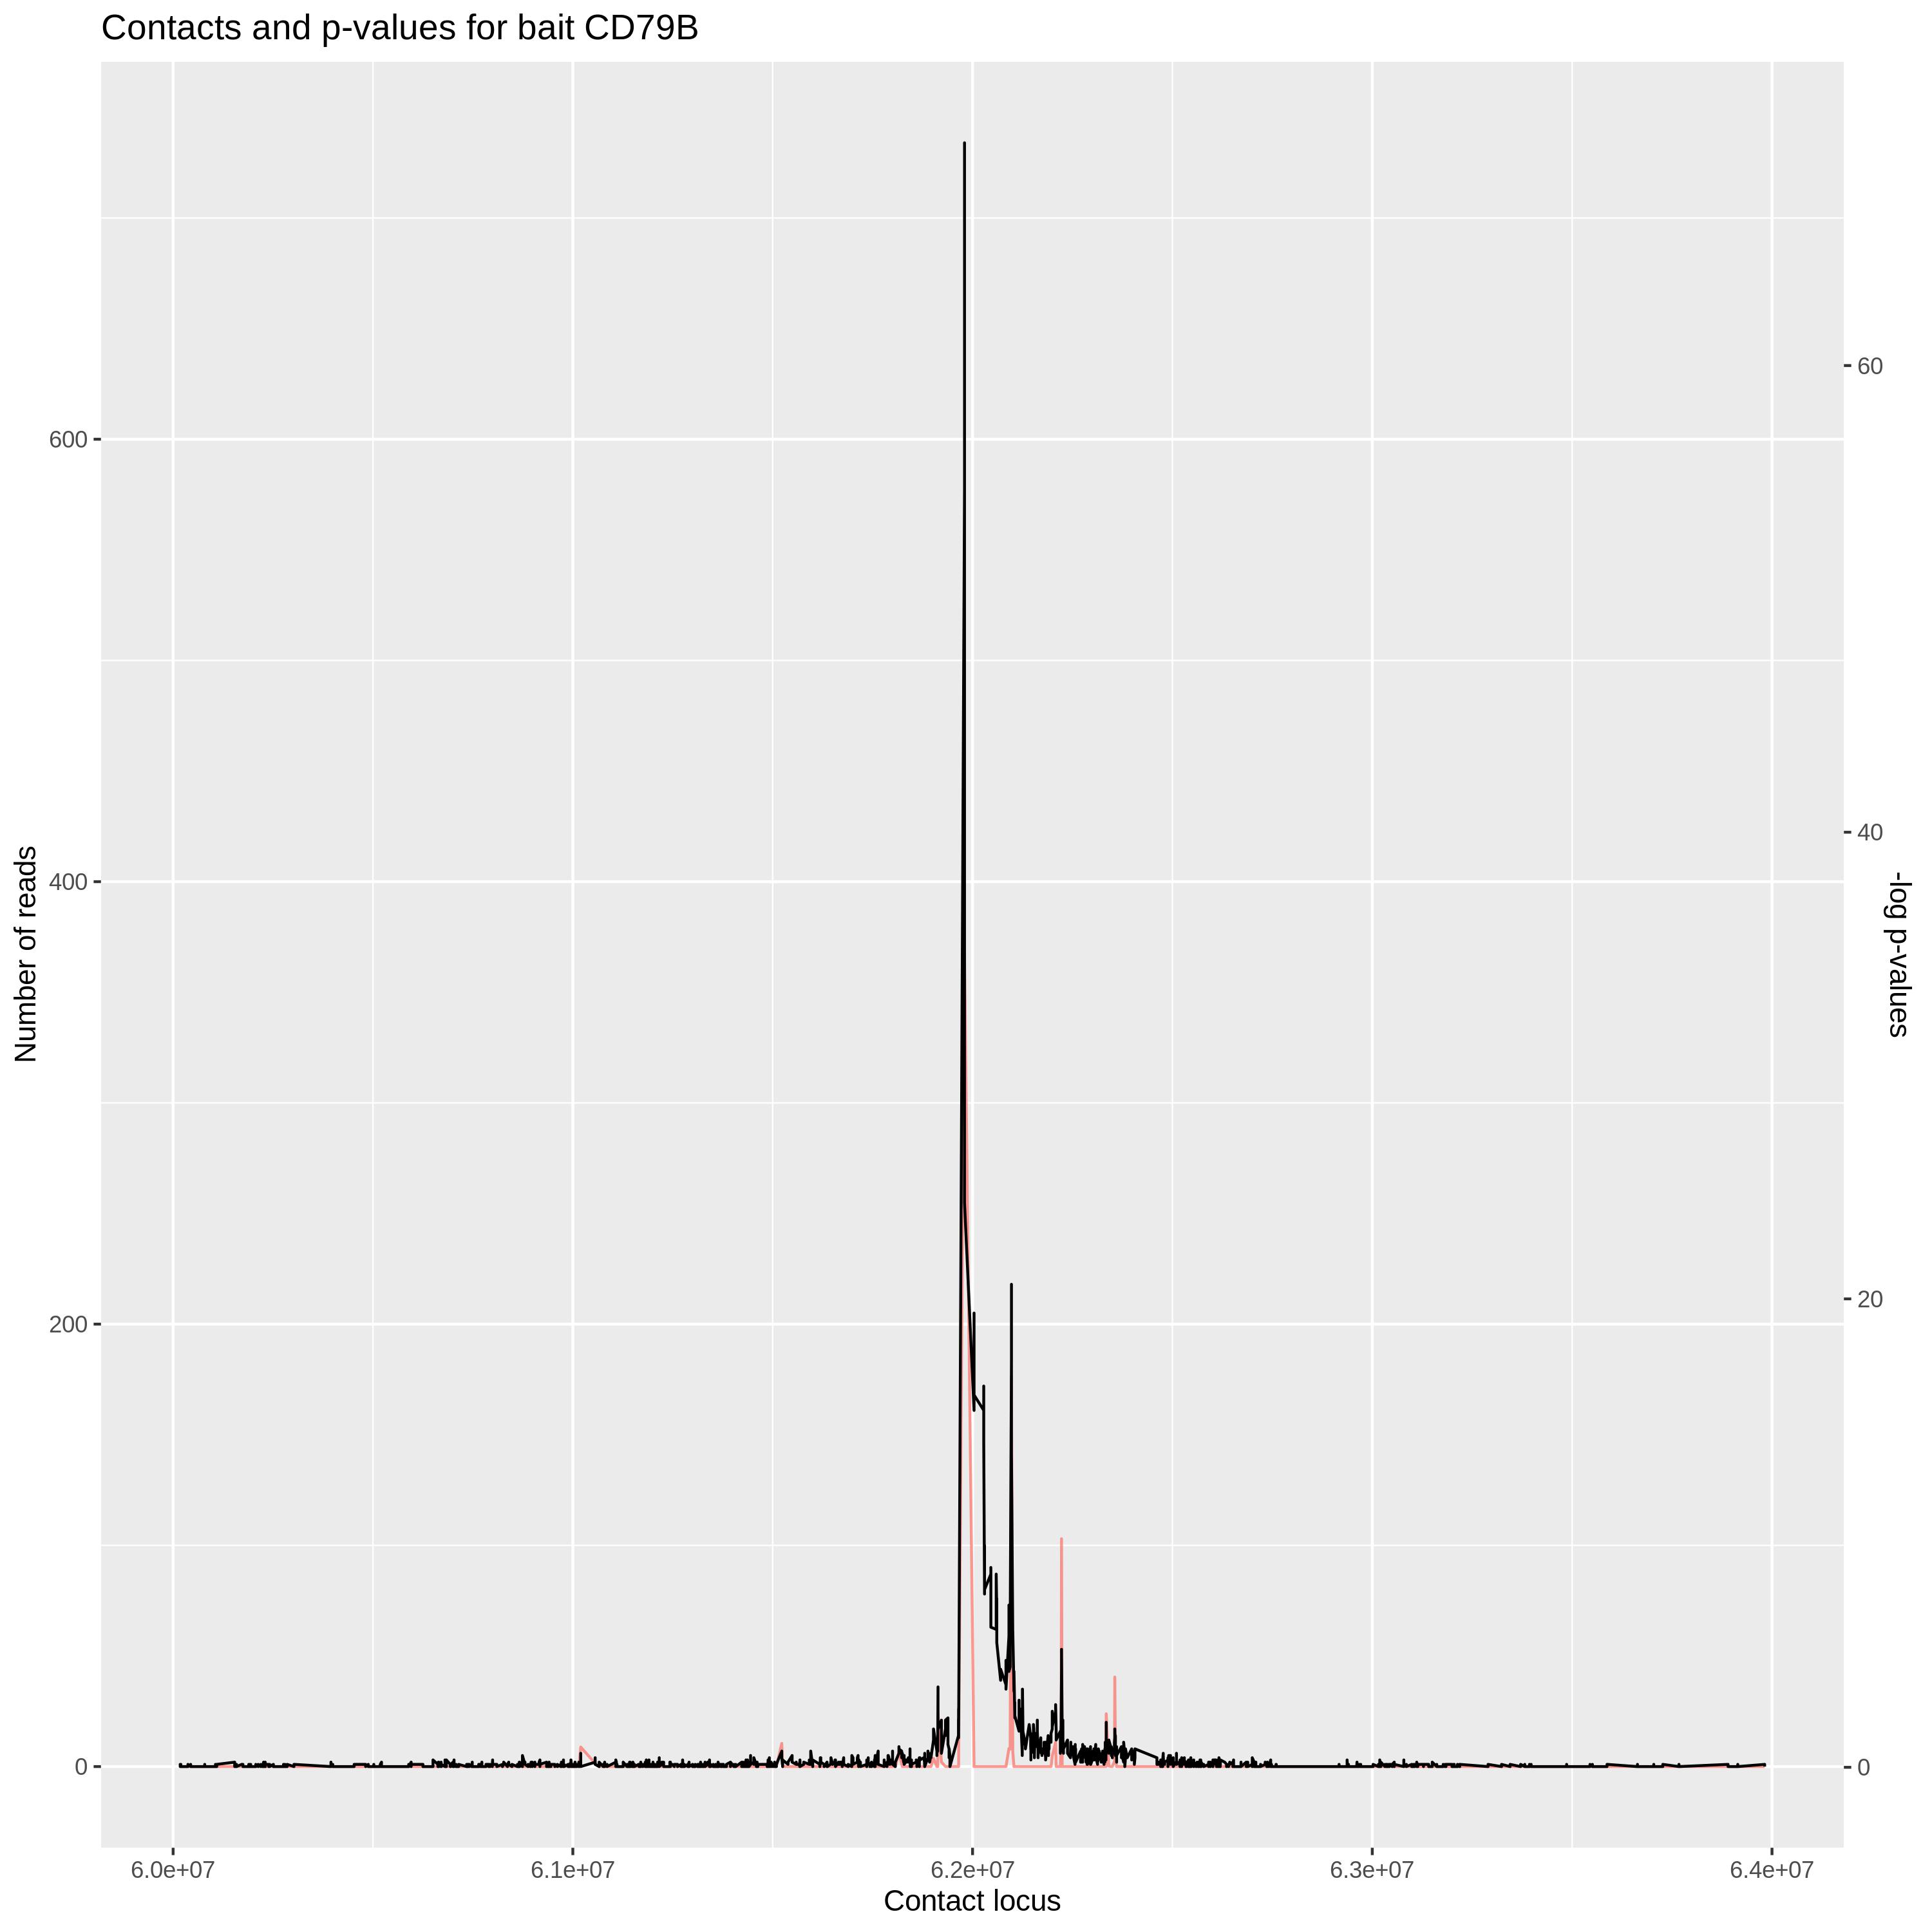 Contacts and p-values for bait CD79B
Number of reads
600
400
200
0
60
40
20
0
-log p-values
6.0e+07 6.1e+07 6.2e+07 6.3e+07 6.4e+07
Contact locus